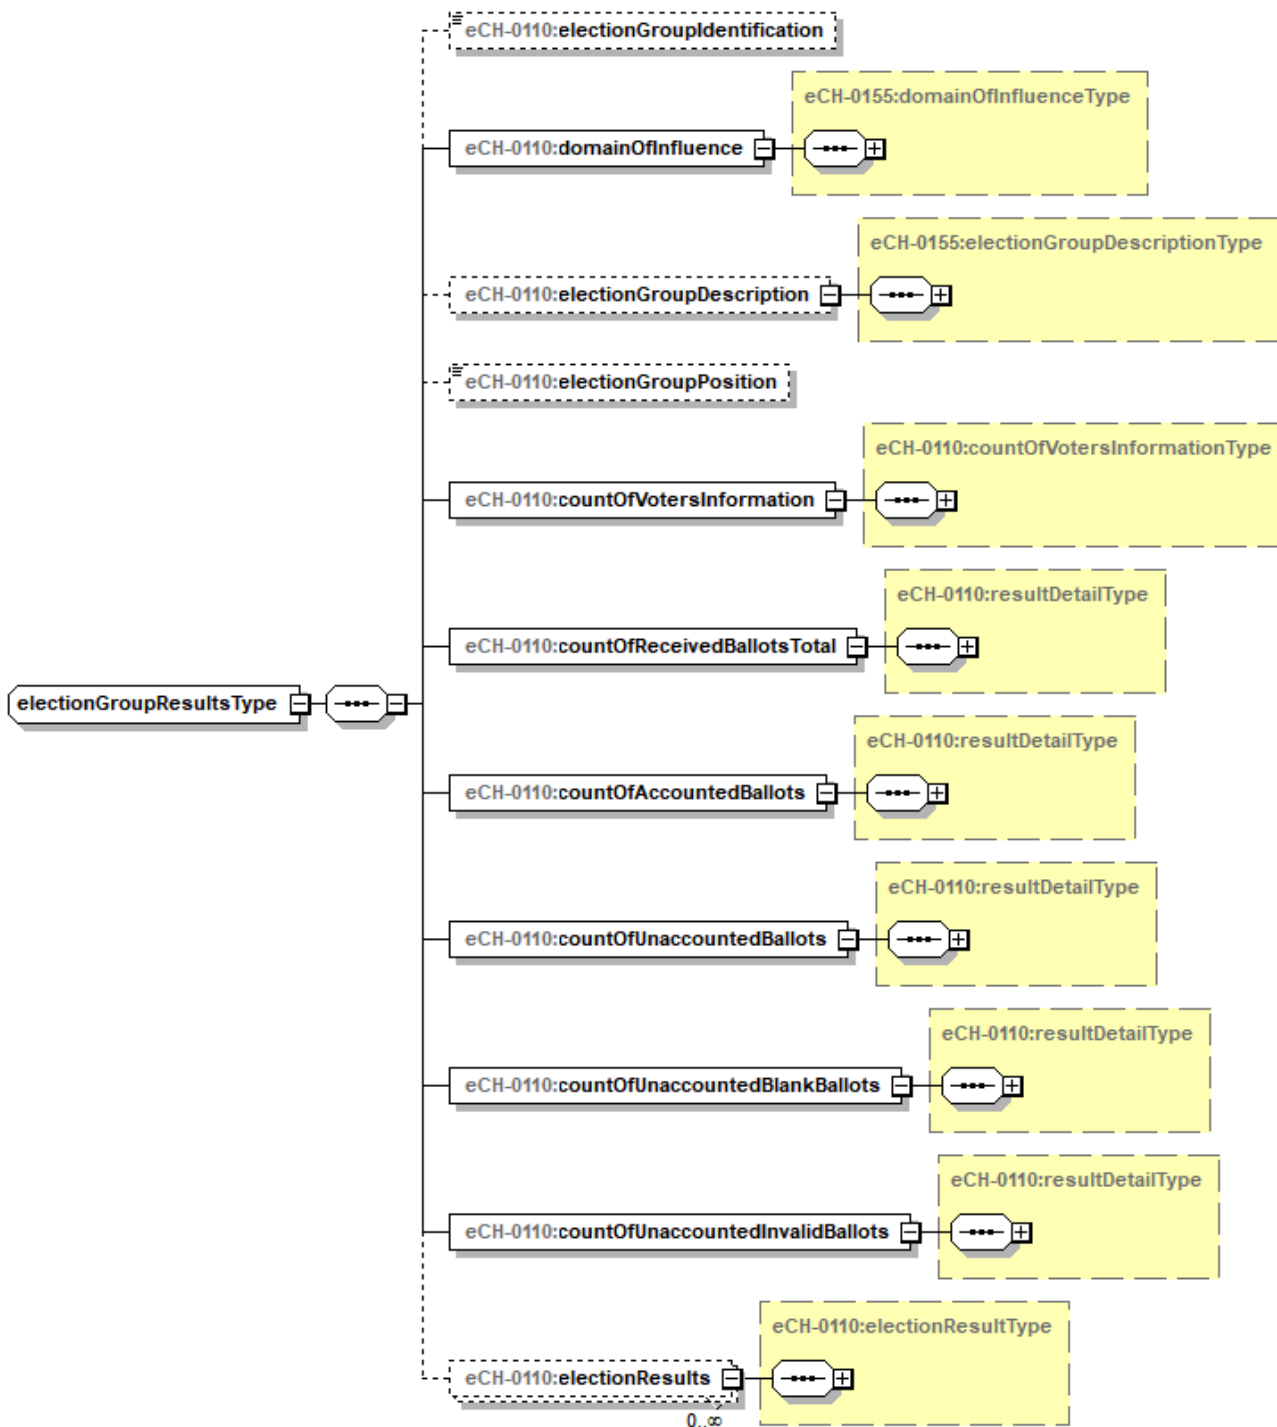 eCH-0110:electionGroupIdentification
eCH-0155:domainOfInfluenceType
eCH-0110:domainOfInfluence
eCH-0155:electionGroupDescriptionType
eCH-0110:electionGroupDescription
eCH-0110:electionGroupPosition
eCH-0110:countOfVotersInformationType
eCH-0110:countOfVotersInformation
eCH-0110:resultDetailType
eCH-0110:countOfReceivedBallotsTotal
electionGroupResultsType
eCH-0110:resultDetailType
eCH-0110:countOfAccountedBallots
eCH-0110:resultDetailType
eCH-0110:countOfUnaccountedBallots
eCH-0110:resultDetailType
eCH-0110:countOfUnaccountedBlankBallots
eCH-0110:resultDetailType
eCH-0110:countOfUnaccountedInvalidBallots
eCH-0110:electionResultType
eCH-0110:electionResults
0..∞